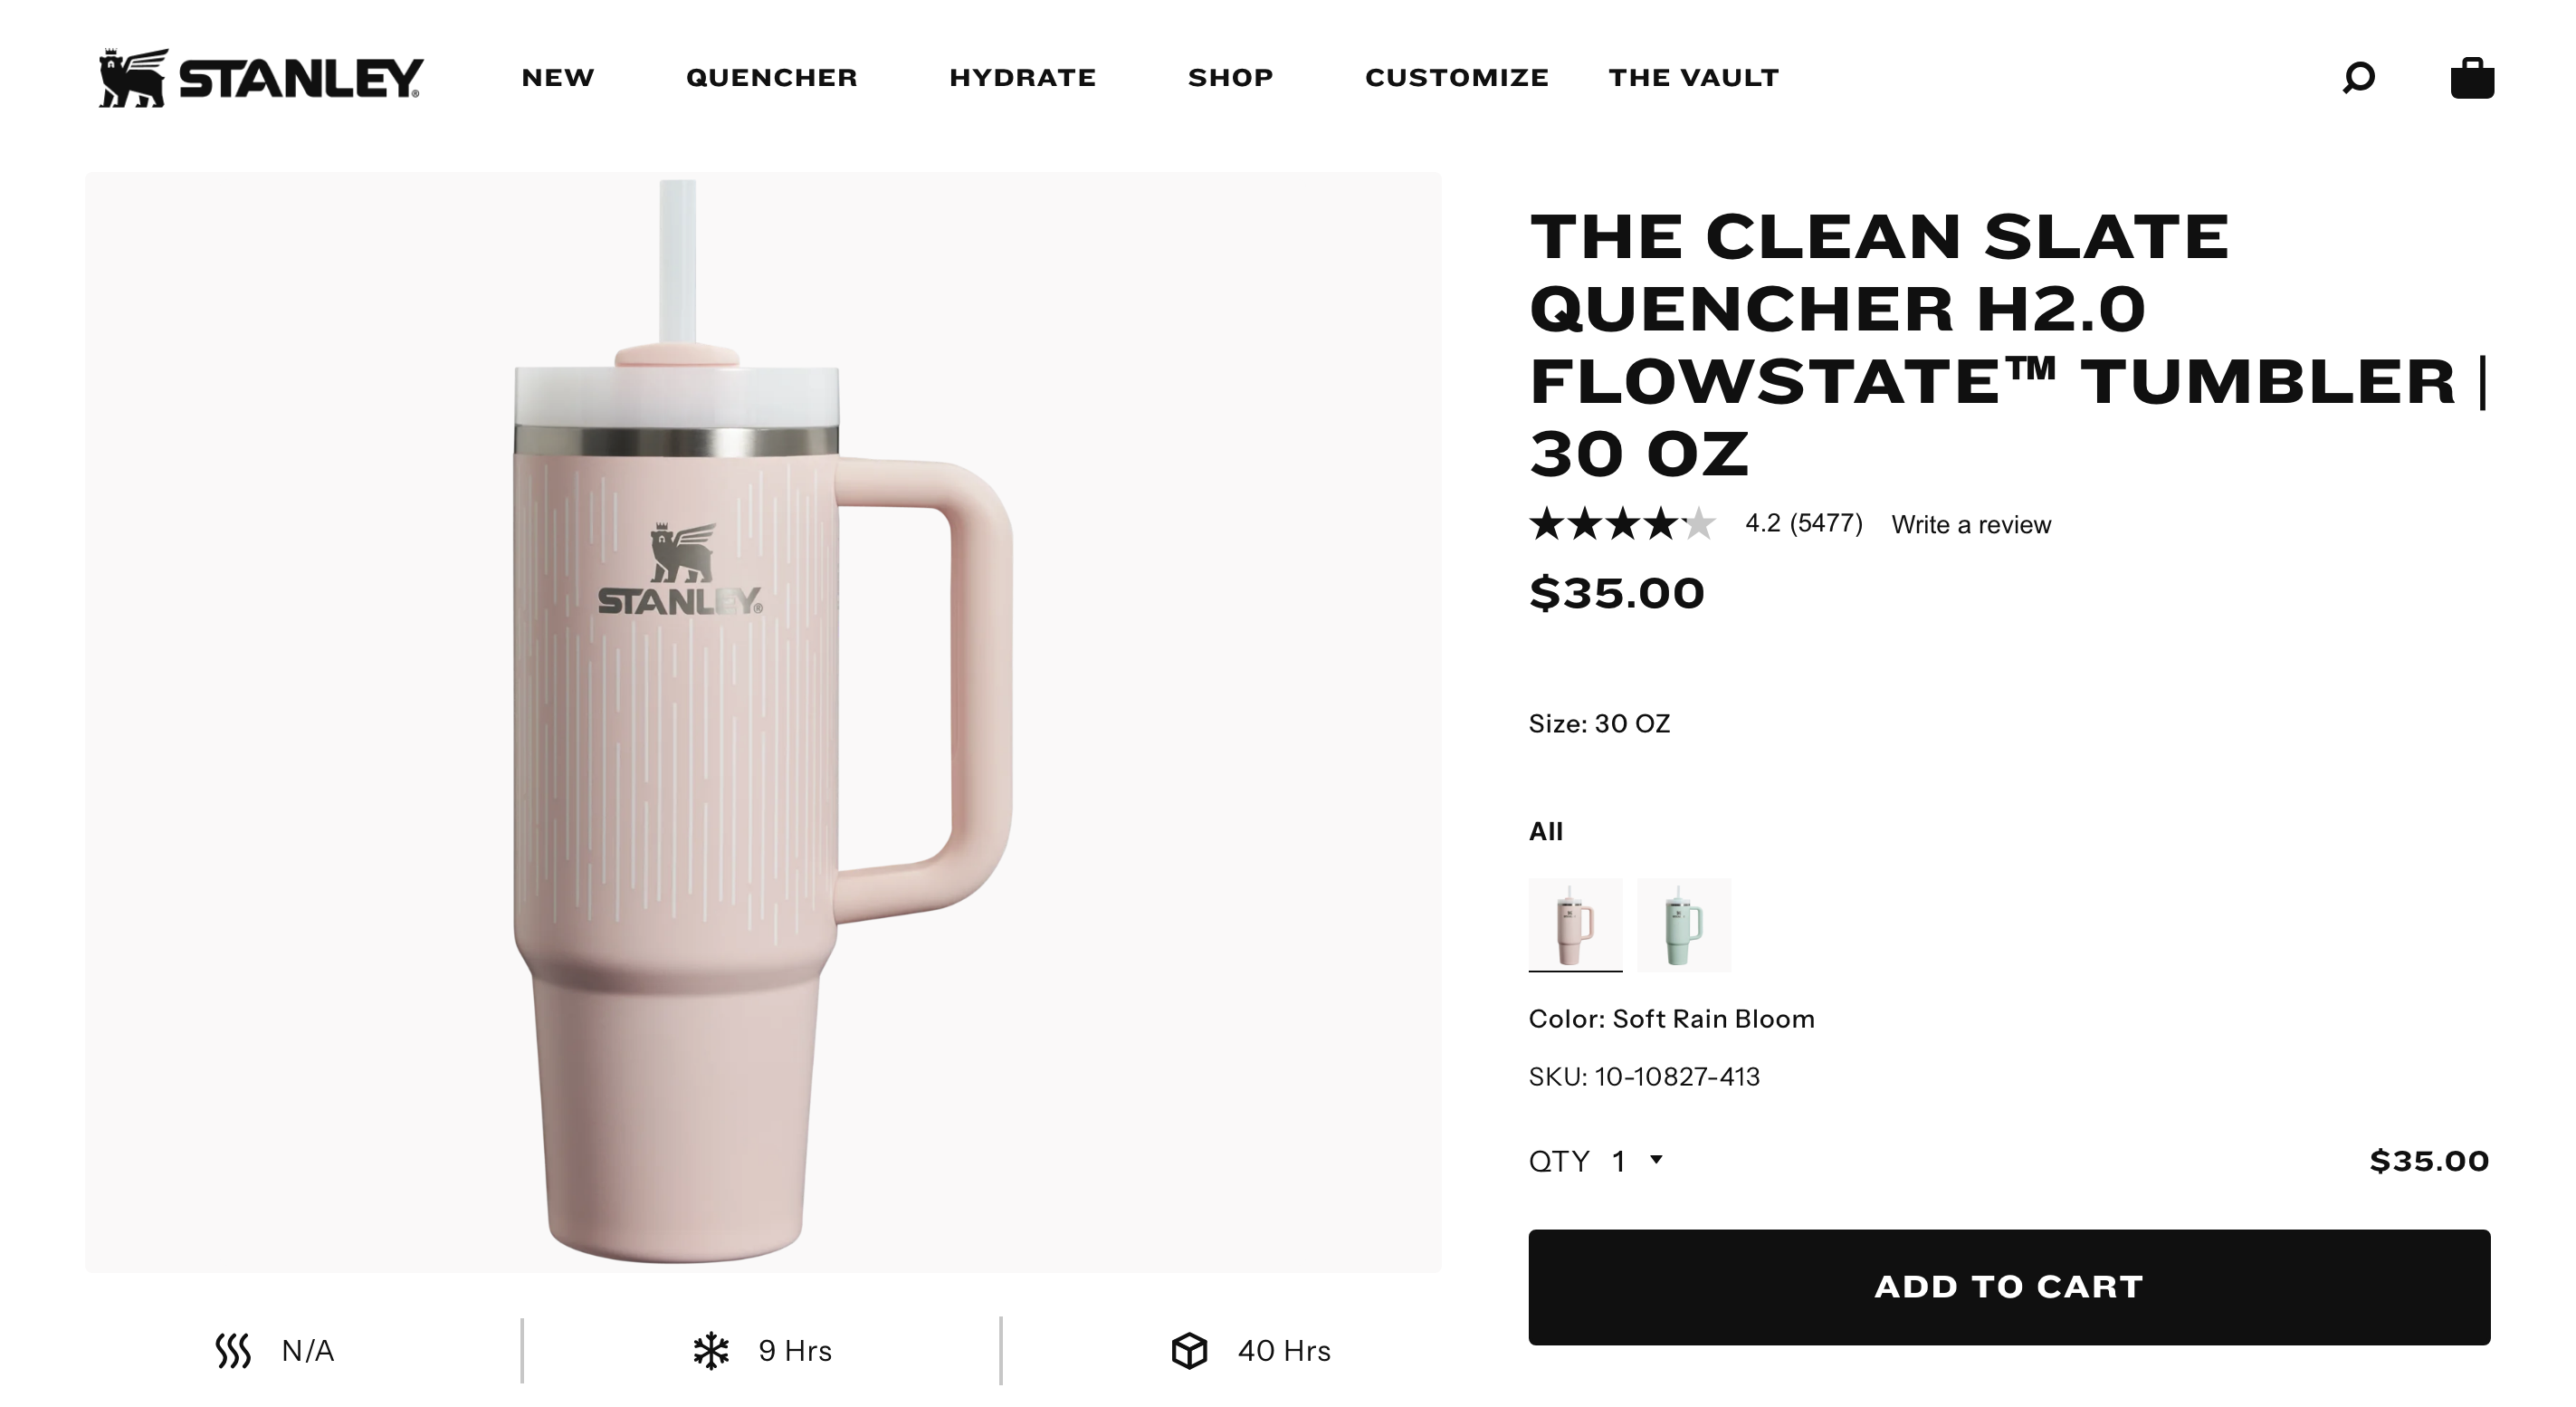 STANLEY®
NEW
QUENCHER
HYDRATE
SHOP
CUSTOMIZE
THE VAULT
STANLEY®
N/A
9 Hrs
40 Hrs
THE CLEAN SLATE
QUENCHER H2.0
FLOWSTATE™ TUMBLER |
30 OZ
4.2 (5477) Write a review
$35.00
Size: 30 OZ
All
Color: Soft Rain Bloom
SKU: 10-10827-413
QTY 1 $35.00
ADD TO CART